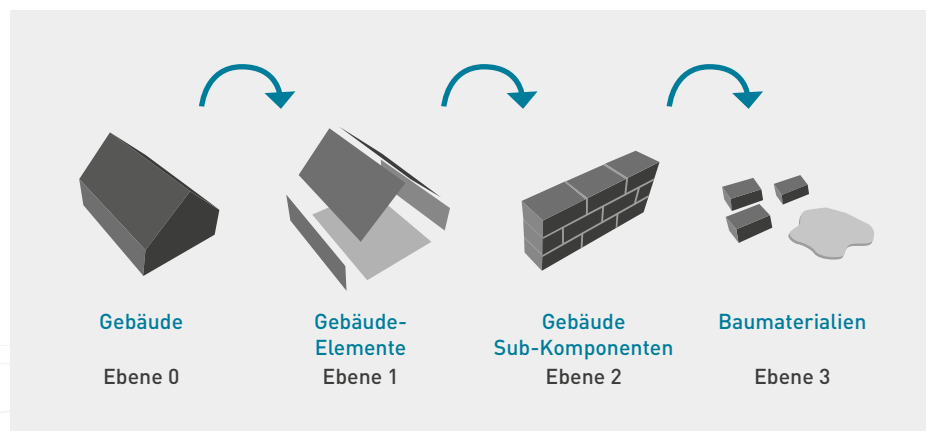 Gebäude
Ebene 0
Gebäude-
Elemente
Ebene 1
Gebäude
Sub-Komponenten
Ebene 2
Baumaterialien
Ebene 3